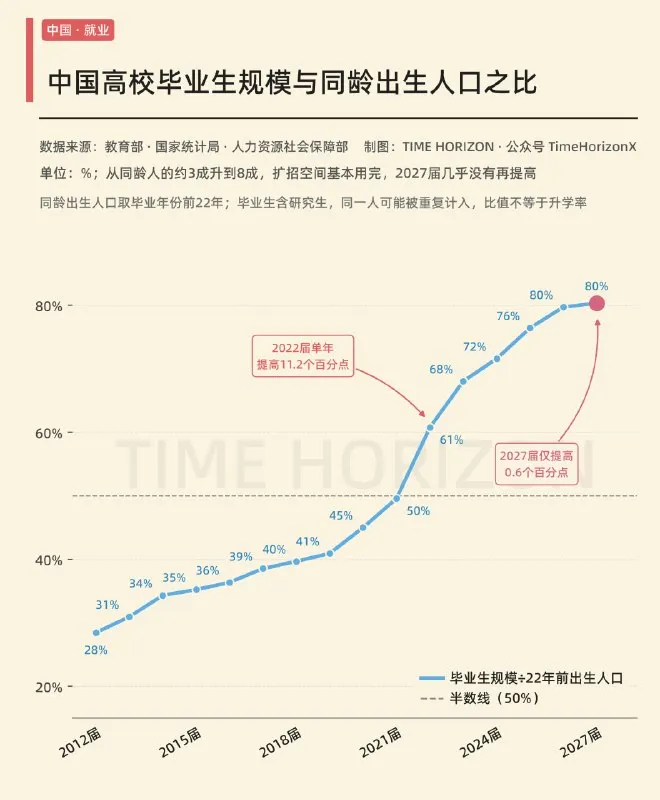 中国 · 就业
中国高校毕业生规模与同龄出生人口之比
数据来源：教育部 · 国家统计局 · 人力资源社会保障部 制图：TIME HORIZON · 公众号 TimeHorizonX
单位：%；从同龄人的约3成升到8成，扩招空间基本用完，2027届几乎没有再提高
同龄出生人口取毕业年份前22年；毕业生含研究生，同一人可能被重复计入，比值不等于升学率
80%
60%
40%
20%
TIME HORIZON
28%
31%
34%
35%
36%
39%
40%
41%
45%
50%
61%
68%
72%
76%
80%
80%
2022届单年
提高11.2个百分点
2027届仅提高
0.6个百分点
毕业生规模÷22年前出生人口
半数线（50%）
2012届
2015届
2018届
2021届
2024届
2027届